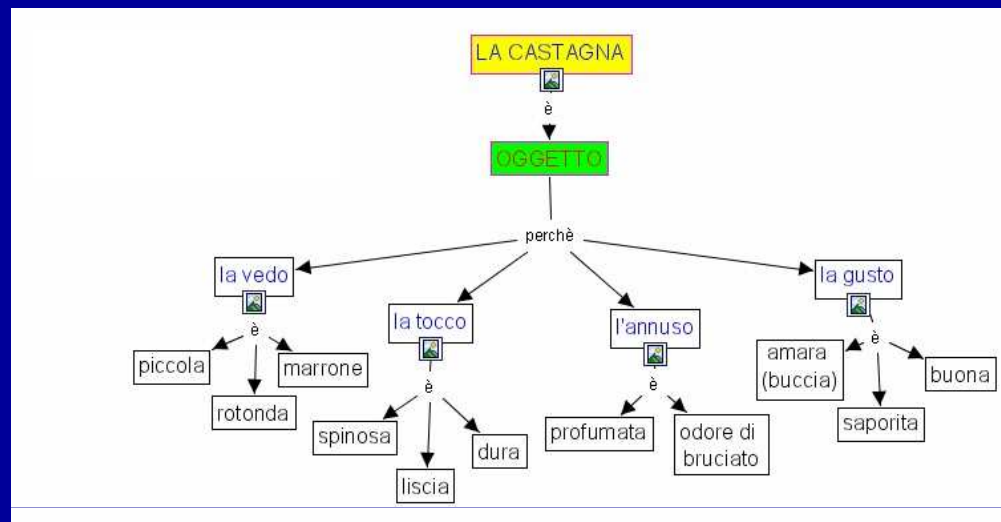 LA CASTAGNA
è
OGGETTO
perchè
la vedo
è
piccola
rotonda
marrone
la tocco
è
spinosa
liscia
dura
l'annuso
è
profumata
odore di
bruciato
la gusto
è
amara
(buccia)
saporita
buona